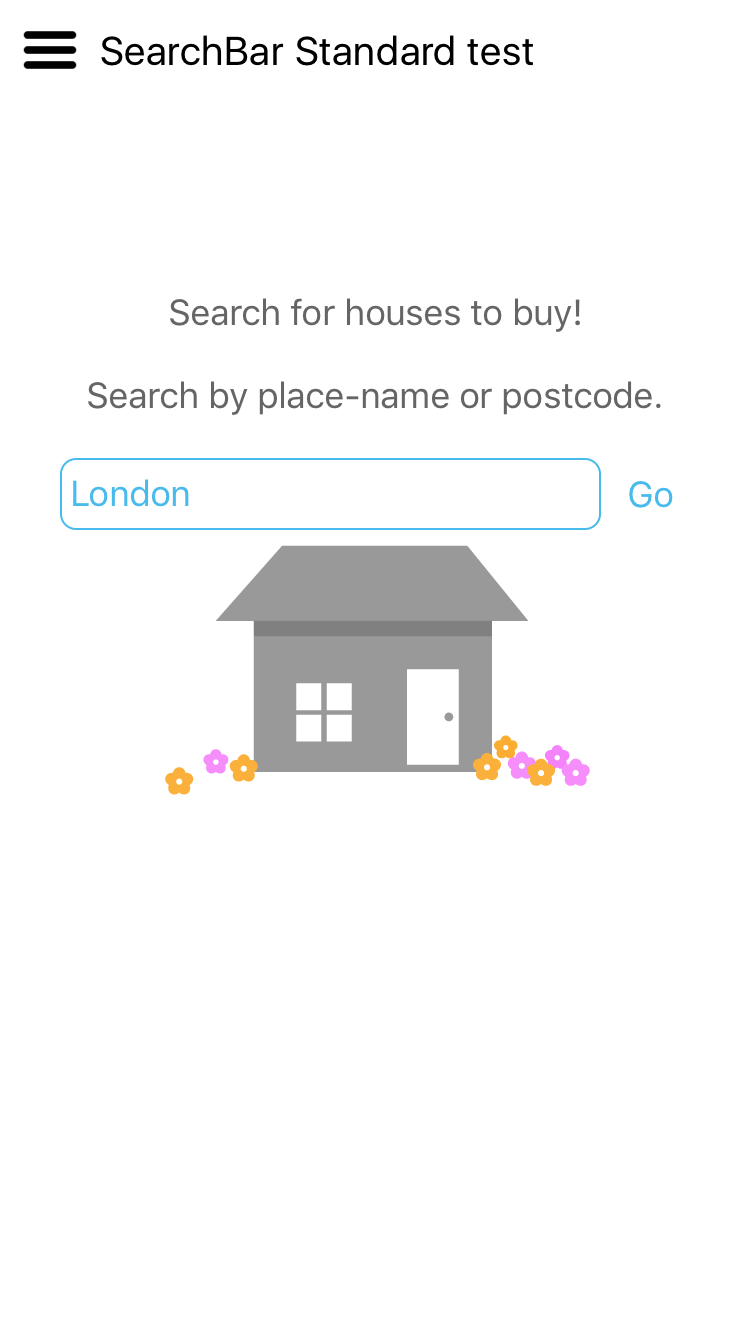 SearchBar Standard test
Search for houses to buy!
Search by place-name or postcode.
London
Go